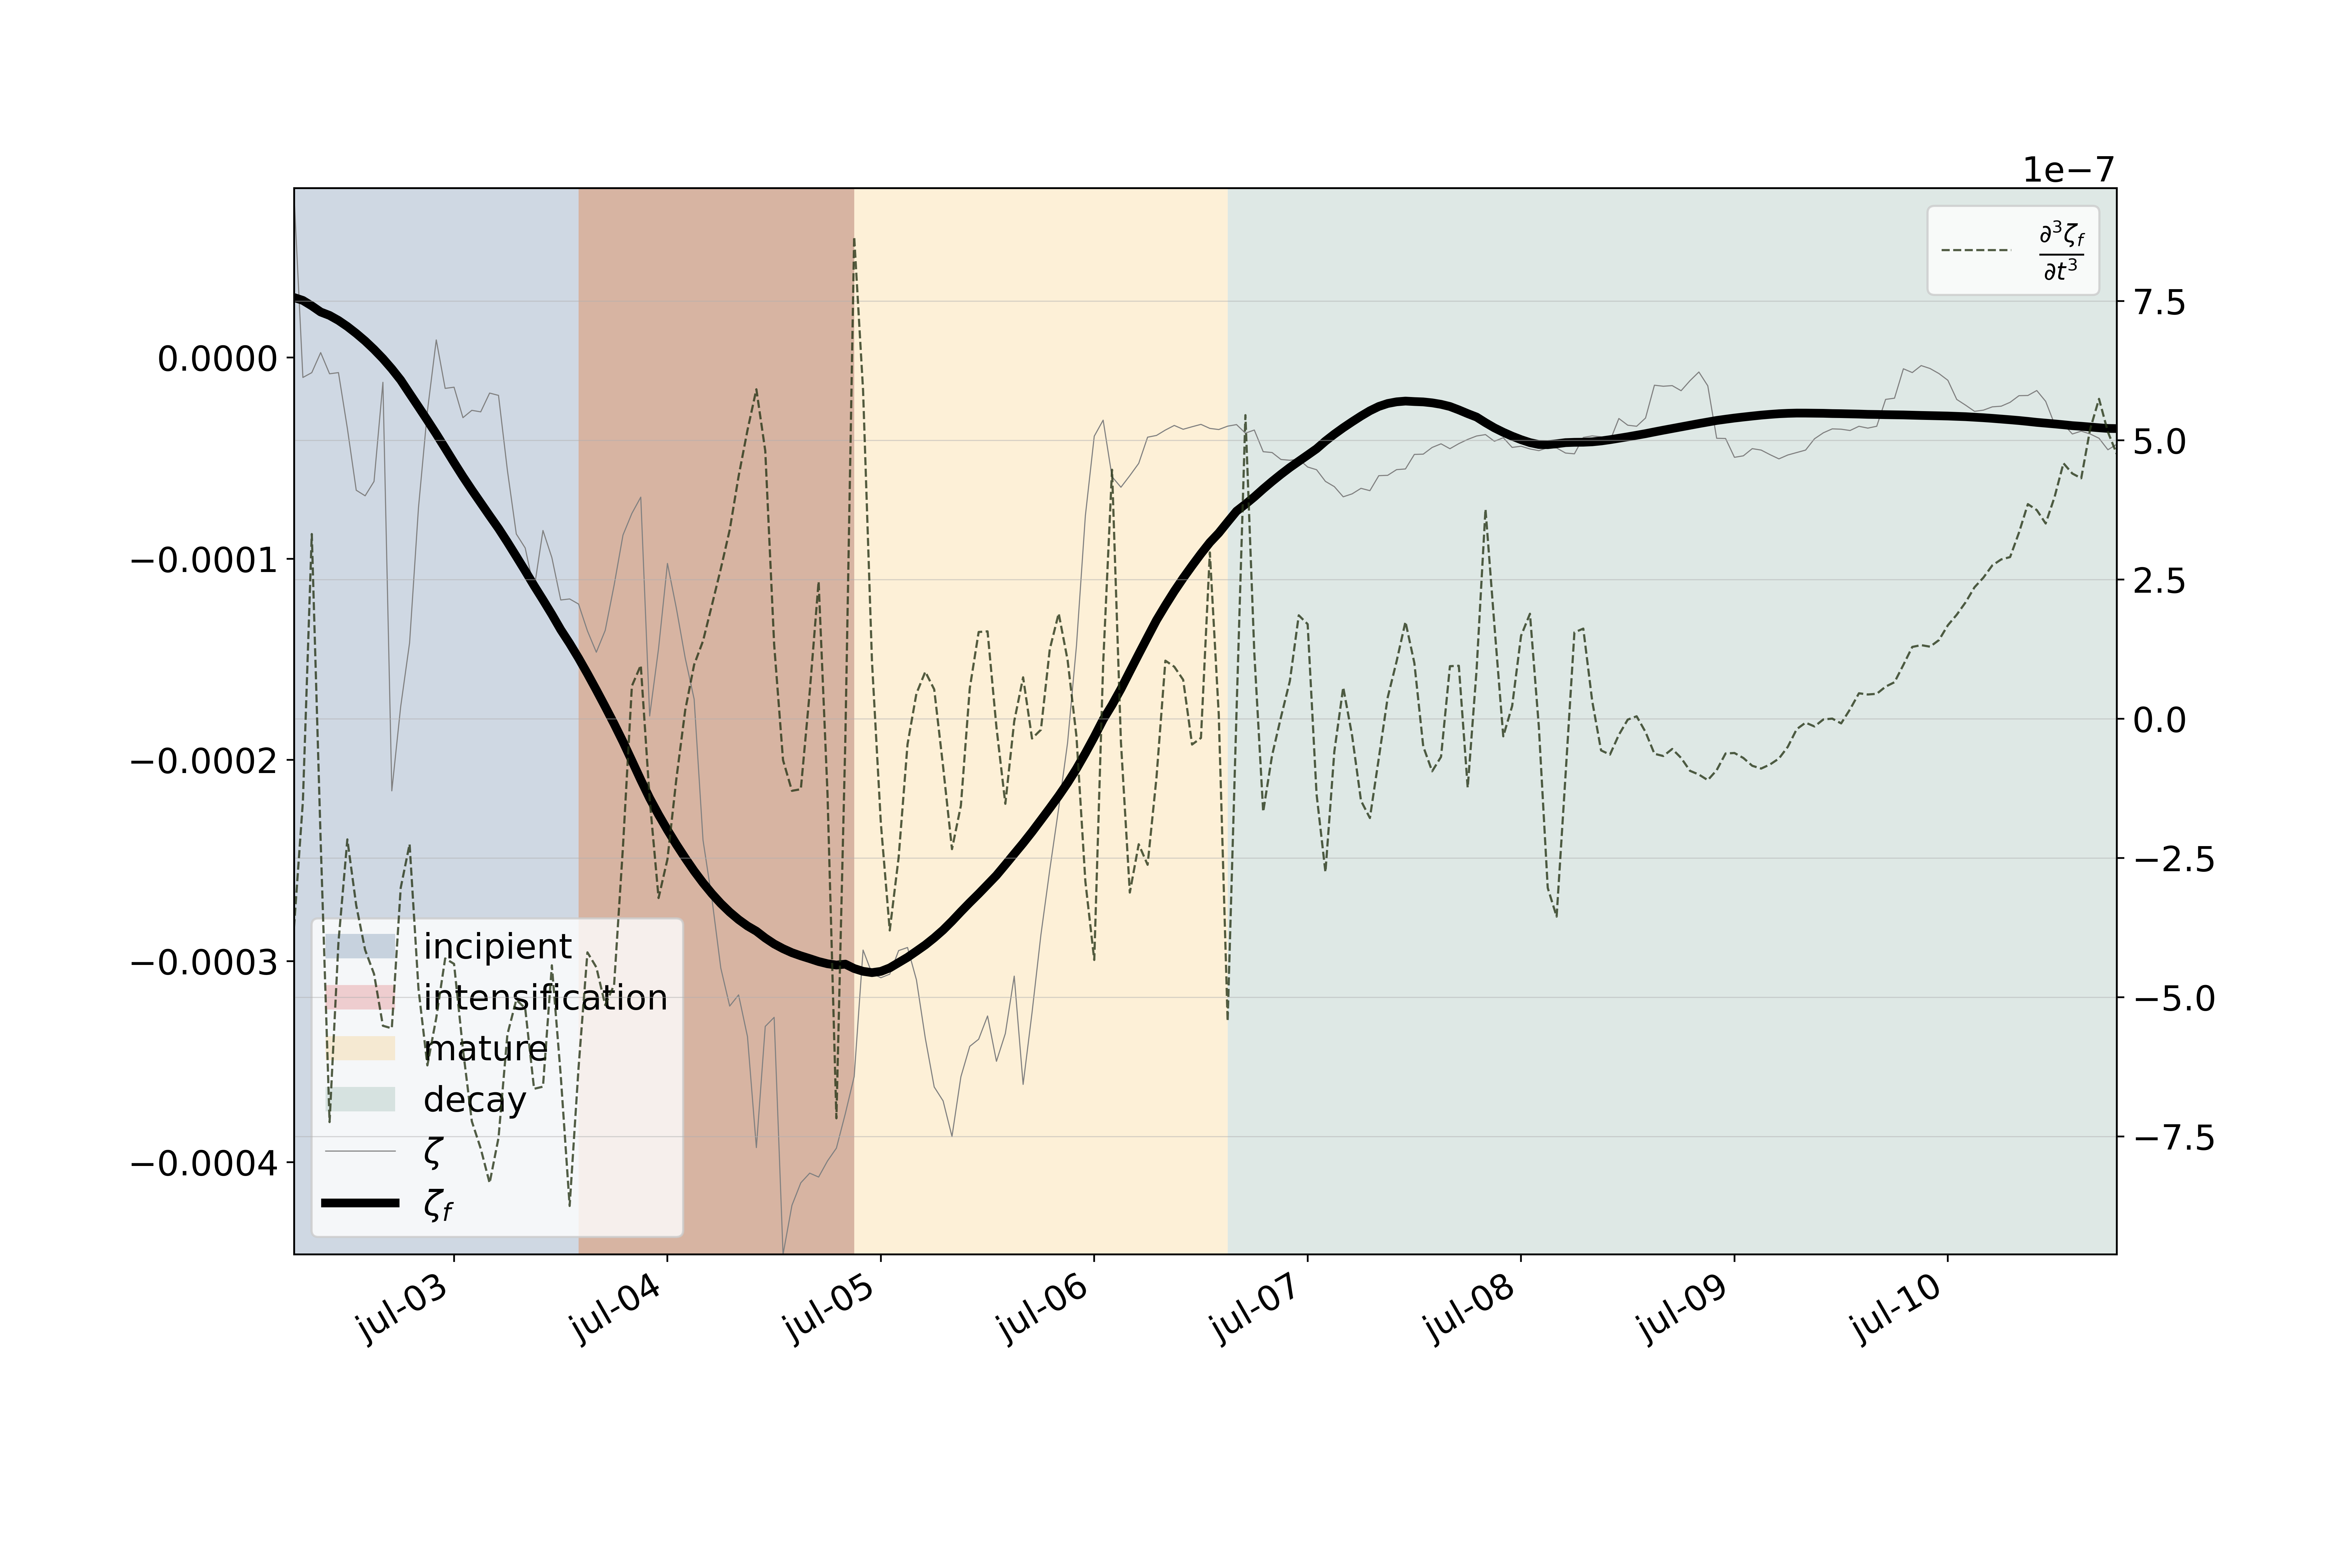 1e−7
∂³ζ_f
∂t³
0.0000
−0.0001
−0.0002
−0.0003
−0.0004
7.5
5.0
2.5
0.0
−2.5
−5.0
−7.5
incipient
intensification
mature
decay
ζ
ζ_f
jul-03
jul-04
jul-05
jul-06
jul-07
jul-08
jul-09
jul-10